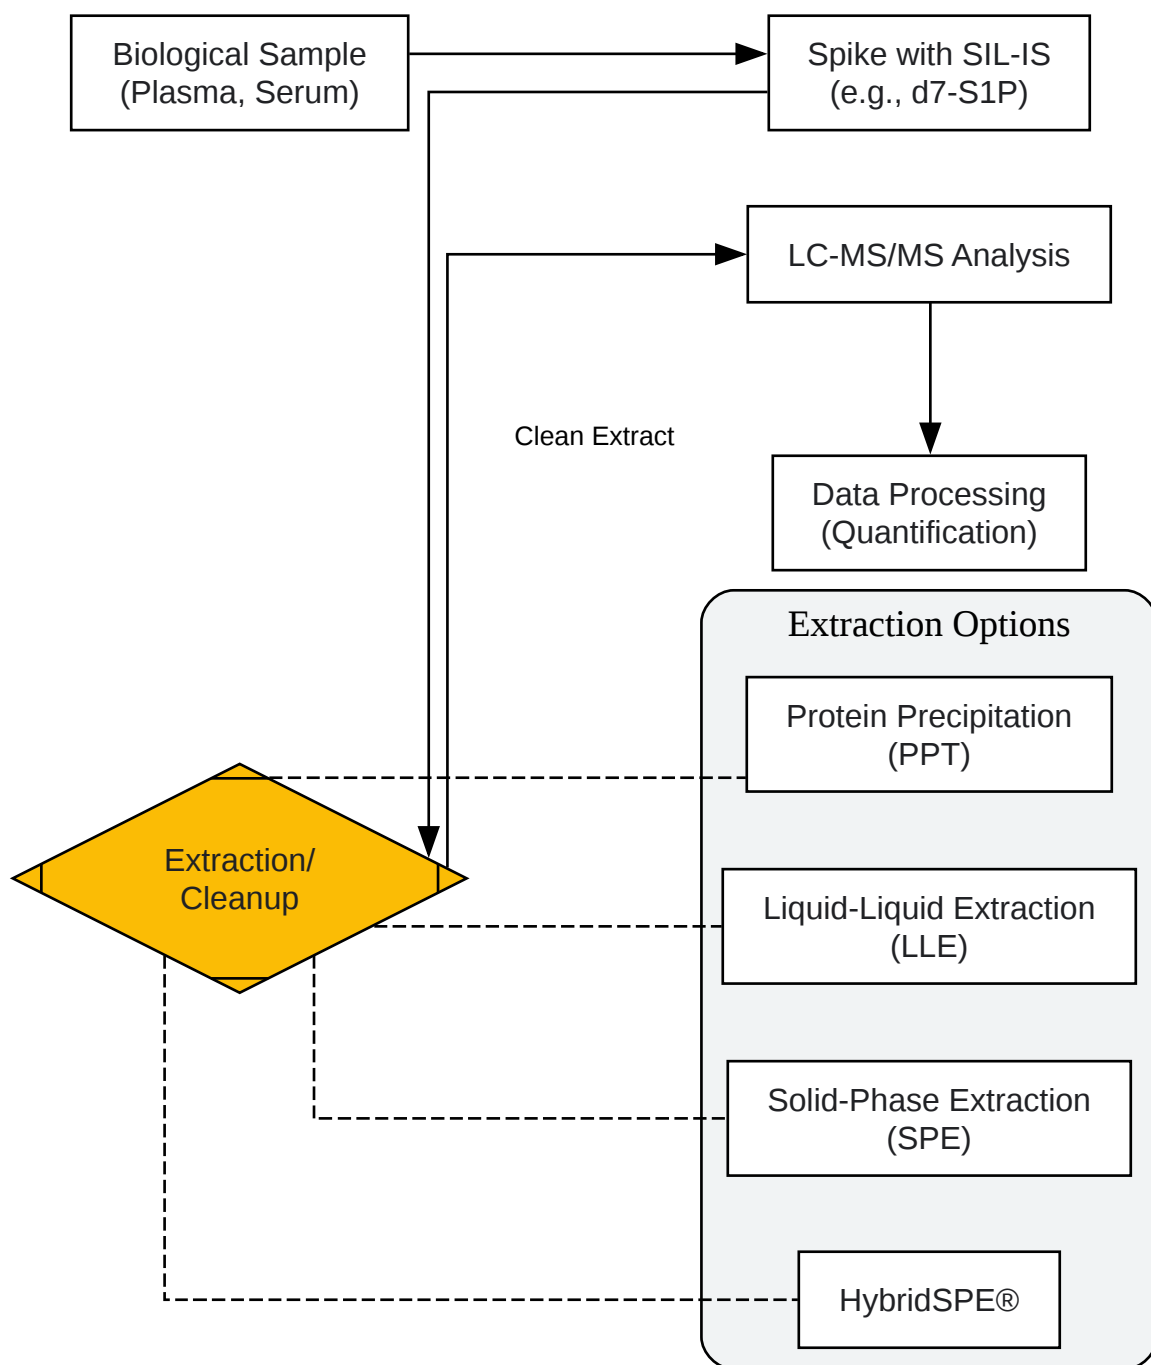 Biological Sample
(Plasma, Serum)
Spike with SIL-IS
(e.g., d7-S1P)
LC-MS/MS Analysis
Clean Extract
Data Processing
(Quantification)
Extraction Options
Protein Precipitation
(PPT)
Extraction/
Cleanup
Liquid-Liquid Extraction
(LLE)
Solid-Phase Extraction
(SPE)
HybridSPE®